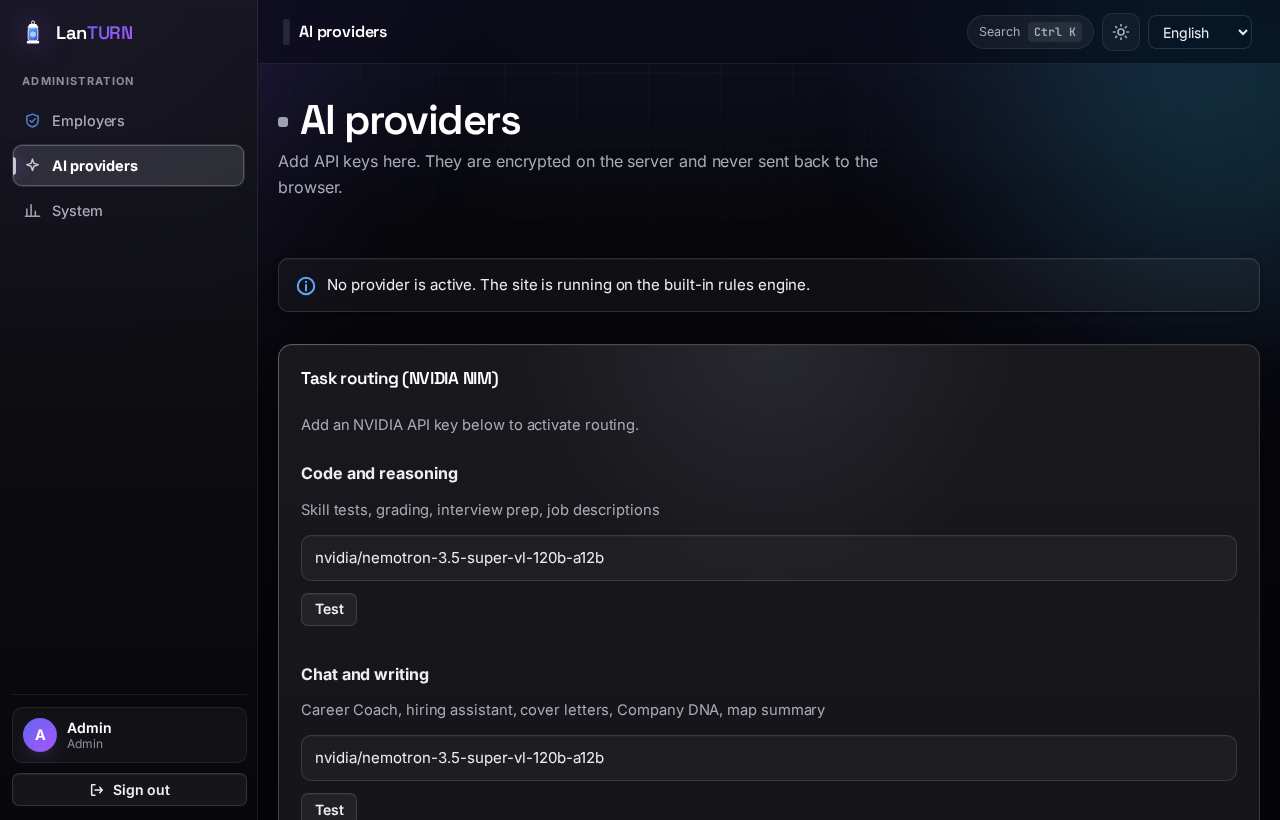 LanTURN
ADMINISTRATION
Employers
AI providers
System
Admin
A
Admin
Sign out
AI providers
Search Ctrl K
English
AI providers
Add API keys here. They are encrypted on the server and never sent back to the
browser.
No provider is active. The site is running on the built-in rules engine.
Task routing (NVIDIA NIM)
Add an NVIDIA API key below to activate routing.
Code and reasoning
Skill tests, grading, interview prep, job descriptions
nvidia/nemotron-3.5-super-vl-120b-a12b
Test
Chat and writing
Career Coach, hiring assistant, cover letters, Company DNA, map summary
nvidia/nemotron-3.5-super-vl-120b-a12b
Test